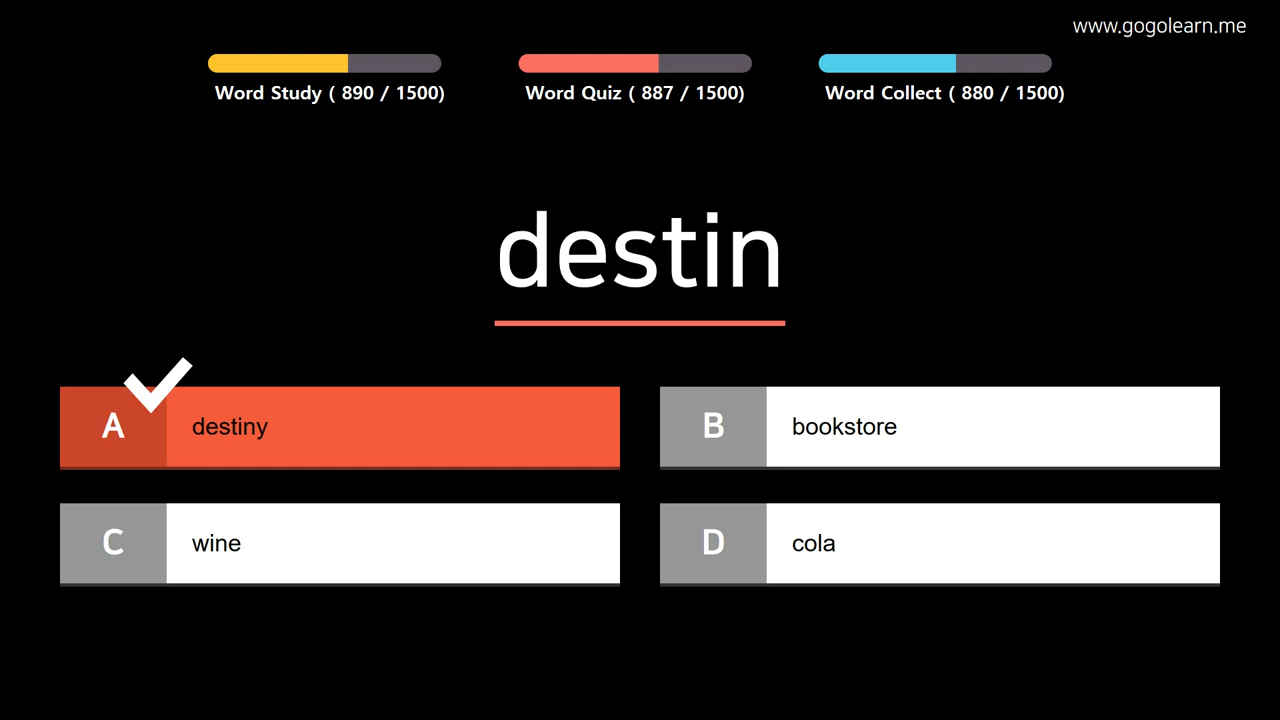 www.gogolearn.me
Word Study ( 890 / 1500)
Word Quiz ( 887 / 1500)
Word Collect ( 880 / 1500)
destin
A destiny
B bookstore
C wine
D cola